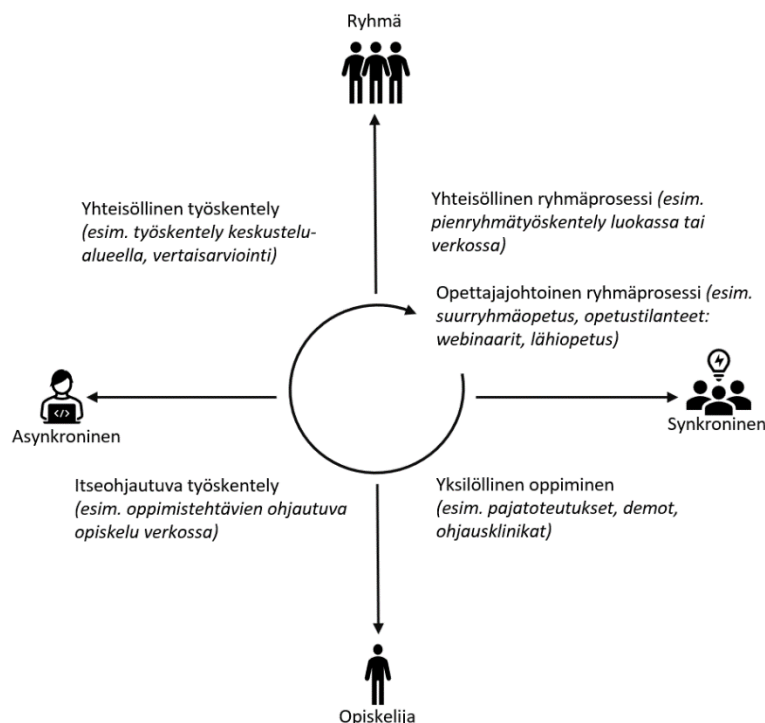 Ryhmä
Yhteisöllinen työskentely
(esim. työskentely keskustelu-
alueella, vertaisarviointi)
Yhteisöllinen ryhmäprosessi (esim.
pienryhmätyöskentely luokassa tai
verkossa)
Opettajajohtoinen ryhmäprosessi (esim.
suurryhmäopetus, opetustilanteet:
webinaarit, lähiopetus)
Asynkroninen
Synkroninen
Itseohjautuva työskentely
(esim. oppimistehtävien ohjautuva
opiskelu verkossa)
Yksilöllinen oppiminen
(esim. pajatoteutukset, demot,
ohjausklinikat)
Opiskelija